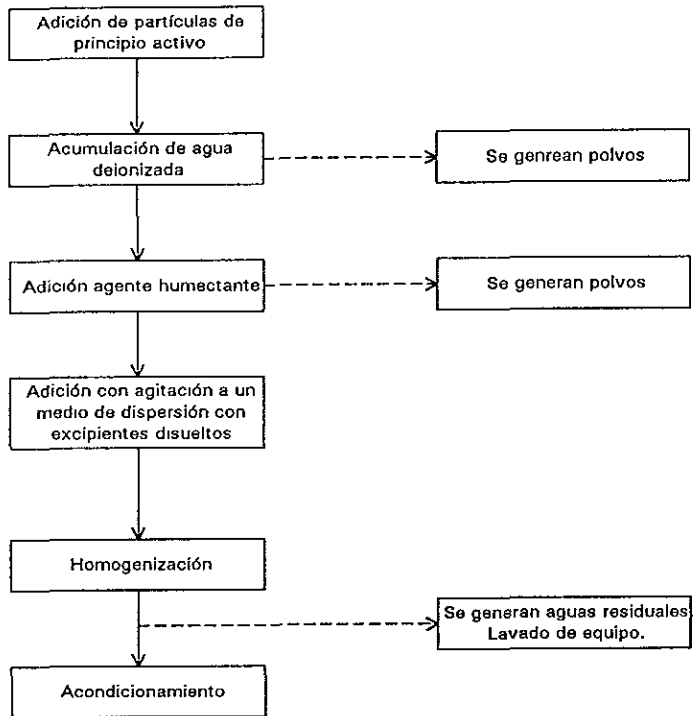 Adición de partículas de
principio activo
Acumulación de agua
deionizada
Se genrean polvos
Adición agente humectante
Se generan polvos
Adición con agitación a un
medio de dispersión con
excipientes disueltos
Homogenización
Se generan aguas residuales
Lavado de equipo.
Acondicionamiento